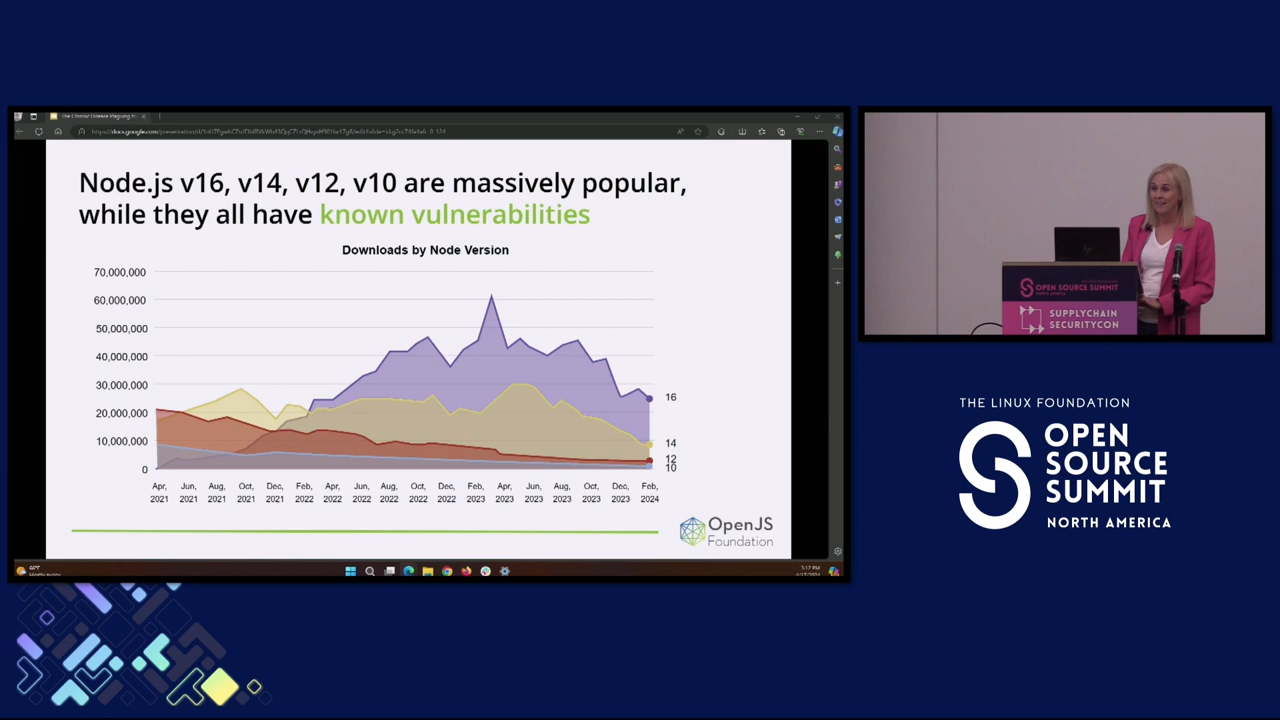 Node.js v16, v14, v12, v10 are massively popular,
while they all have known vulnerabilities
Downloads by Node Version
70,000,000
60,000,000
50,000,000
40,000,000
30,000,000
20,000,000
10,000,000
0
16
14
12
10
Apr, 2021
Jun, 2021
Aug, 2021
Oct, 2021
Dec, 2021
Feb, 2022
Apr, 2022
Jun, 2022
Aug, 2022
Oct, 2022
Dec, 2022
Feb, 2023
Apr, 2023
Jun, 2023
Aug, 2023
Oct, 2023
Dec, 2023
Feb, 2024
OpenJS
Foundation
OPEN SOURCE SUMMIT
NORTH AMERICA
SUPPLYCHAIN
SECURITYCON
THE LINUX FOUNDATION
OPEN
SOURCE
SUMMIT
NORTH AMERICA